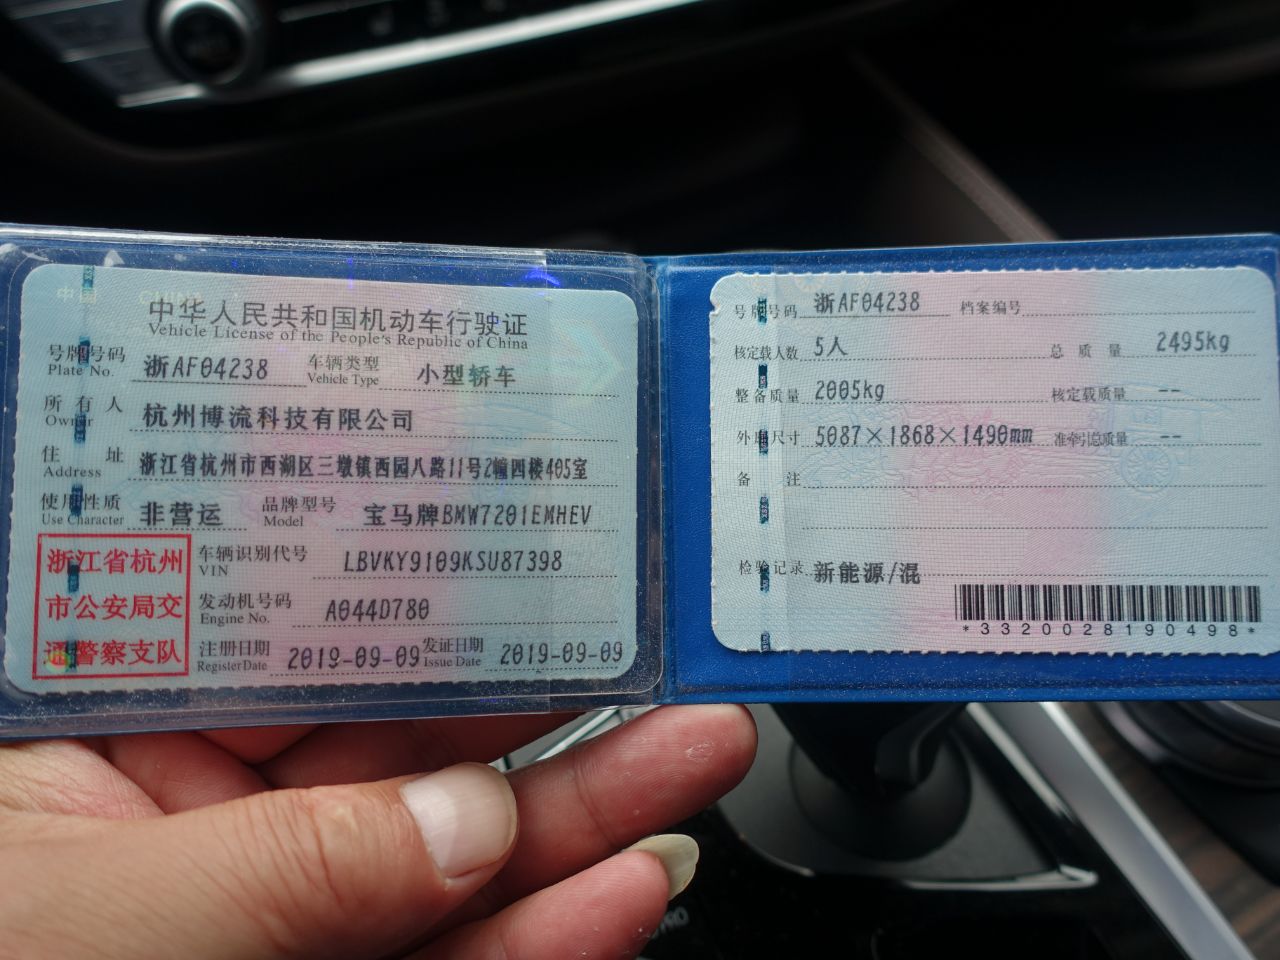 中华人民共和国机动车行驶证
Vehicle License of the People's Republic of China
号牌号码 浙AF04238 车辆类型 小型轿车
Plate No. Vehicle Type
所有人 杭州博流科技有限公司
Owner
住址 浙江省杭州市西湖区三墩镇西园八路11号2幢四楼405室
Address
使用性质 非营运 品牌型号 宝马牌BMW7201EMHEV
Use Character Model
浙江省杭州
市公安局交
通警察支队
车辆识别代号 LBVKY9109KSU87398
VIN
发动机号码 A044D780
Engine No.
注册日期 2019-09-09 发证日期 2019-09-09
Register Date Issue Date
号牌号码 浙AF04238 档案编号
核定载人数 5人 总质量 2495kg
整备质量 2005kg 核定载质量 --
外廓尺寸 5087×1868×1490mm 准牵引总质量 --
备注
检验记录 新能源/混
*3320028190498*